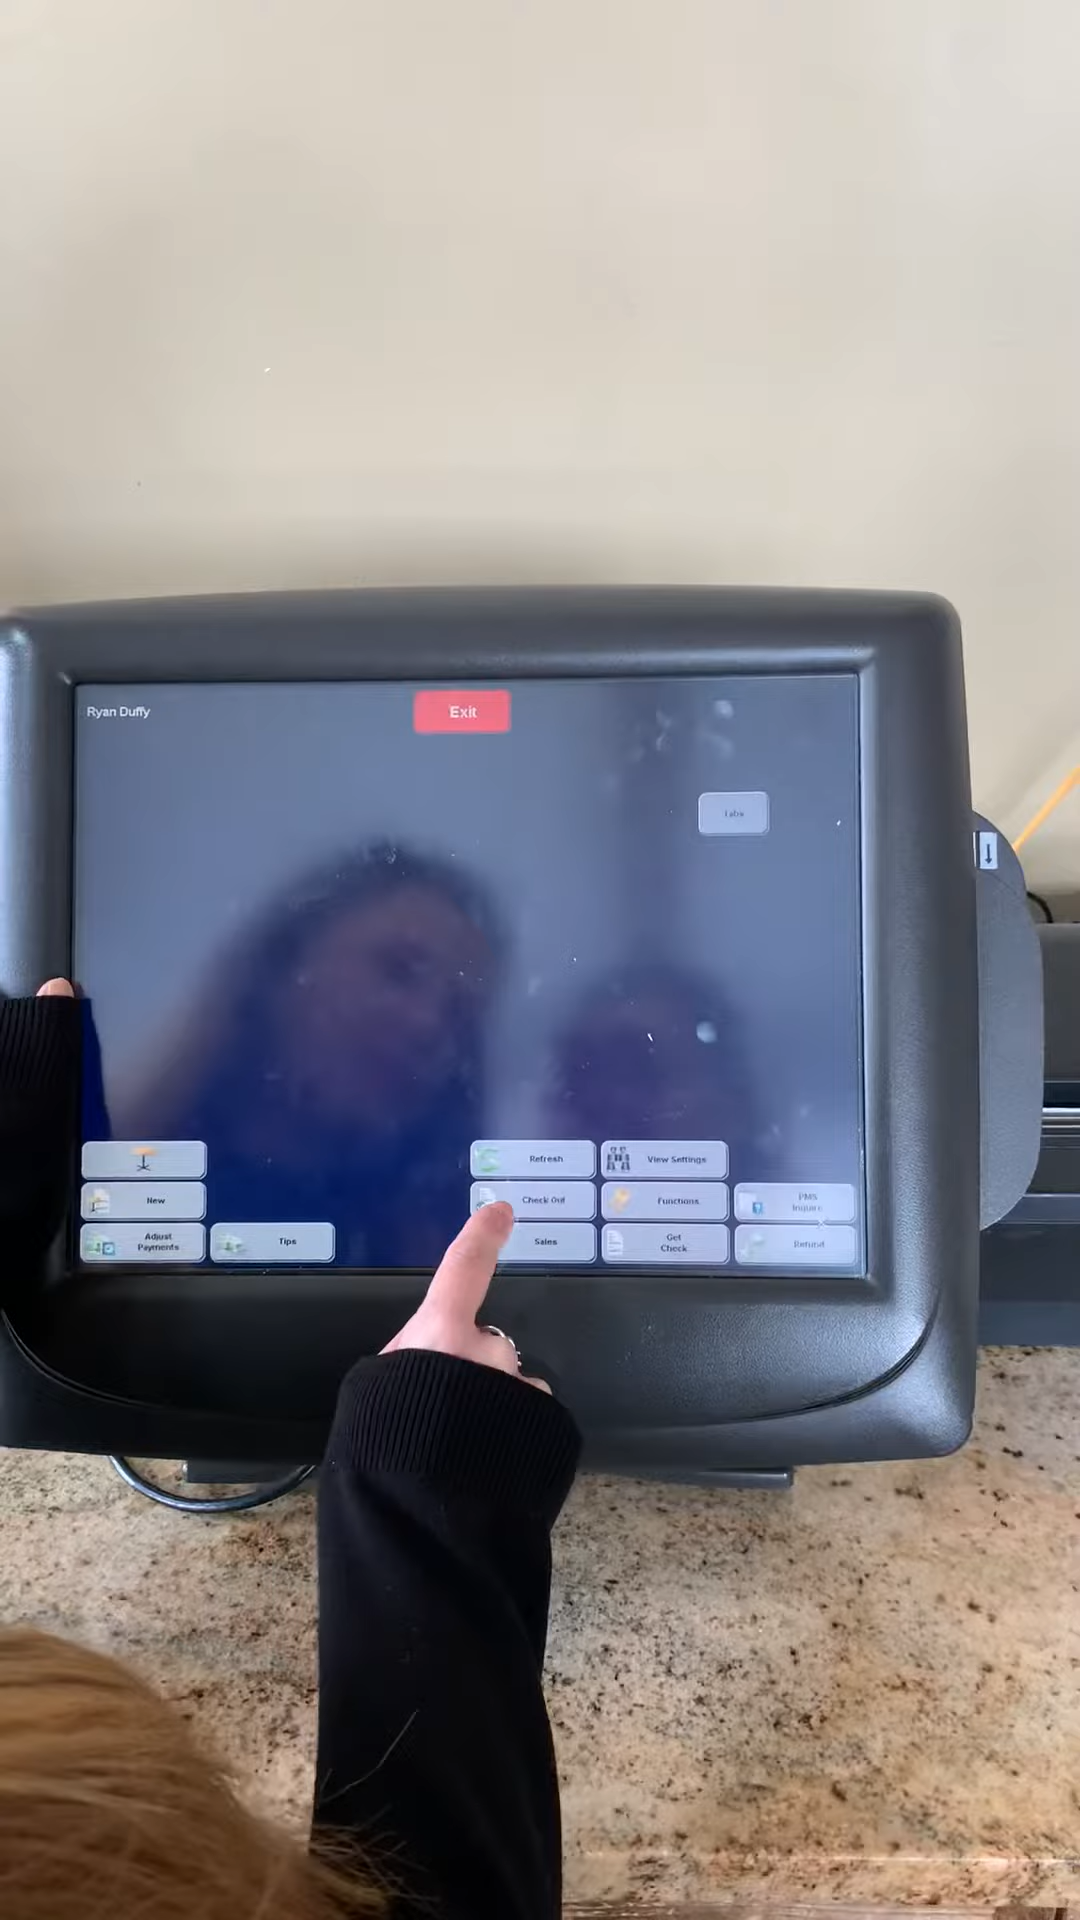 Ryan Duffy
Exit
Tabs
Refresh
View Settings
New
Check Out
Functions
PMS
Inquire
Adjust
Payments
Tips
Sales
Get
Check
Refund